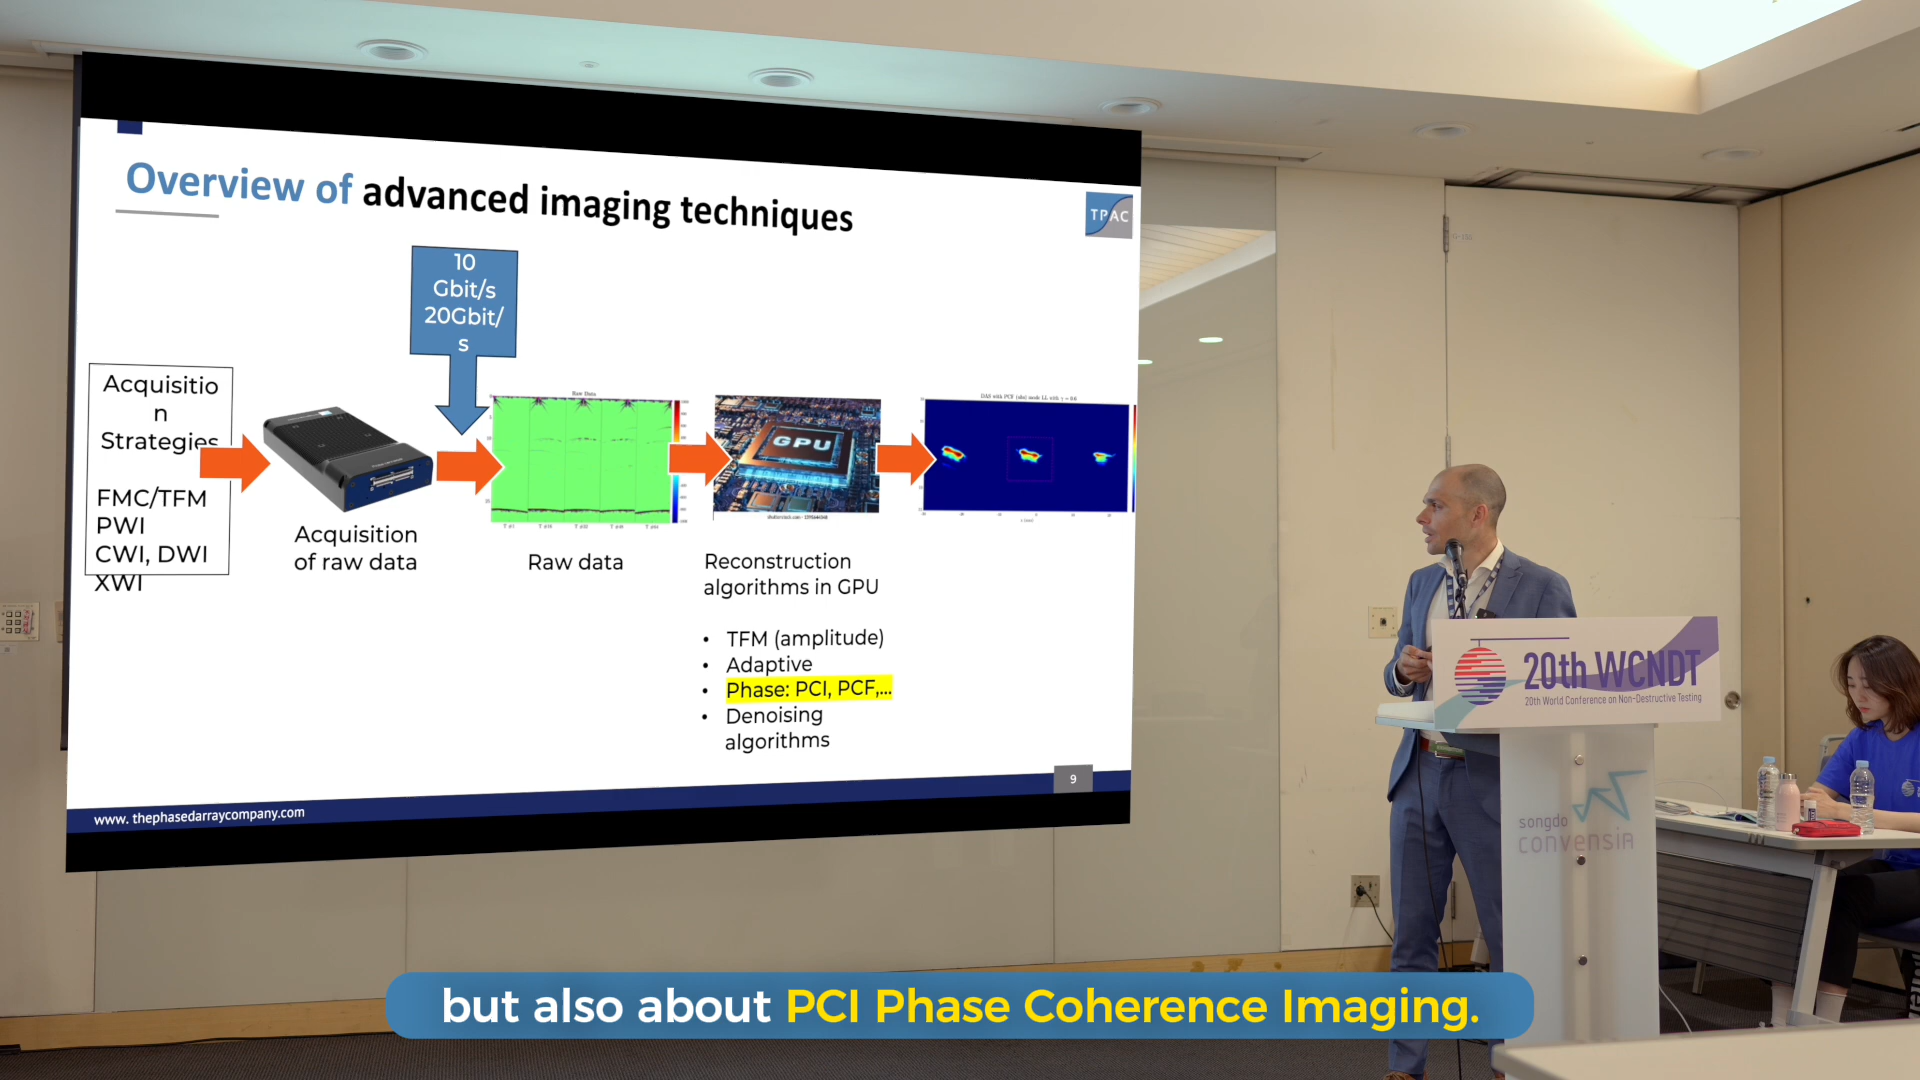 Overview of advanced imaging techniques
TPAC
10
Gbit/s
20Gbit/
s
Acquisitio
n
Strategies
FMC/TFM
PWI
CWI, DWI
XWI
Acquisition
of raw data
Raw Data
Raw data
GPU
Reconstruction
algorithms in GPU
• TFM (amplitude)
• Adaptive
• Phase: PCI, PCF,...
• Denoising
algorithms
9
www. thephasedarraycompany.com
20th WCNDT
20th World Conference on Non-Destructive Testing
songdo
convensia
but also about PCI Phase Coherence Imaging.